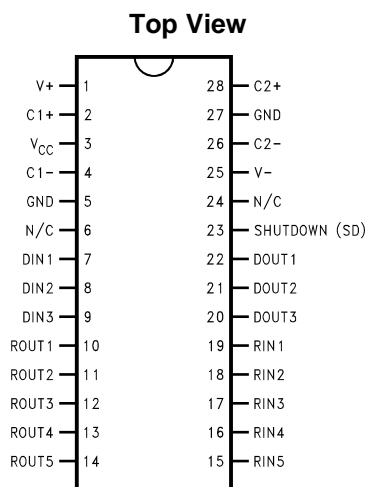 Top View
V+ 1 28 C2+
C1+ 2 27 GND
VCC 3 26 C2-
C1- 4 25 V-
GND 5 24 N/C
N/C 6 23 SHUTDOWN (SD)
DIN1 7 22 DOUT1
DIN2 8 21 DOUT2
DIN3 9 20 DOUT3
ROUT1 10 19 RIN1
ROUT2 11 18 RIN2
ROUT3 12 17 RIN3
ROUT4 13 16 RIN4
ROUT5 14 15 RIN5